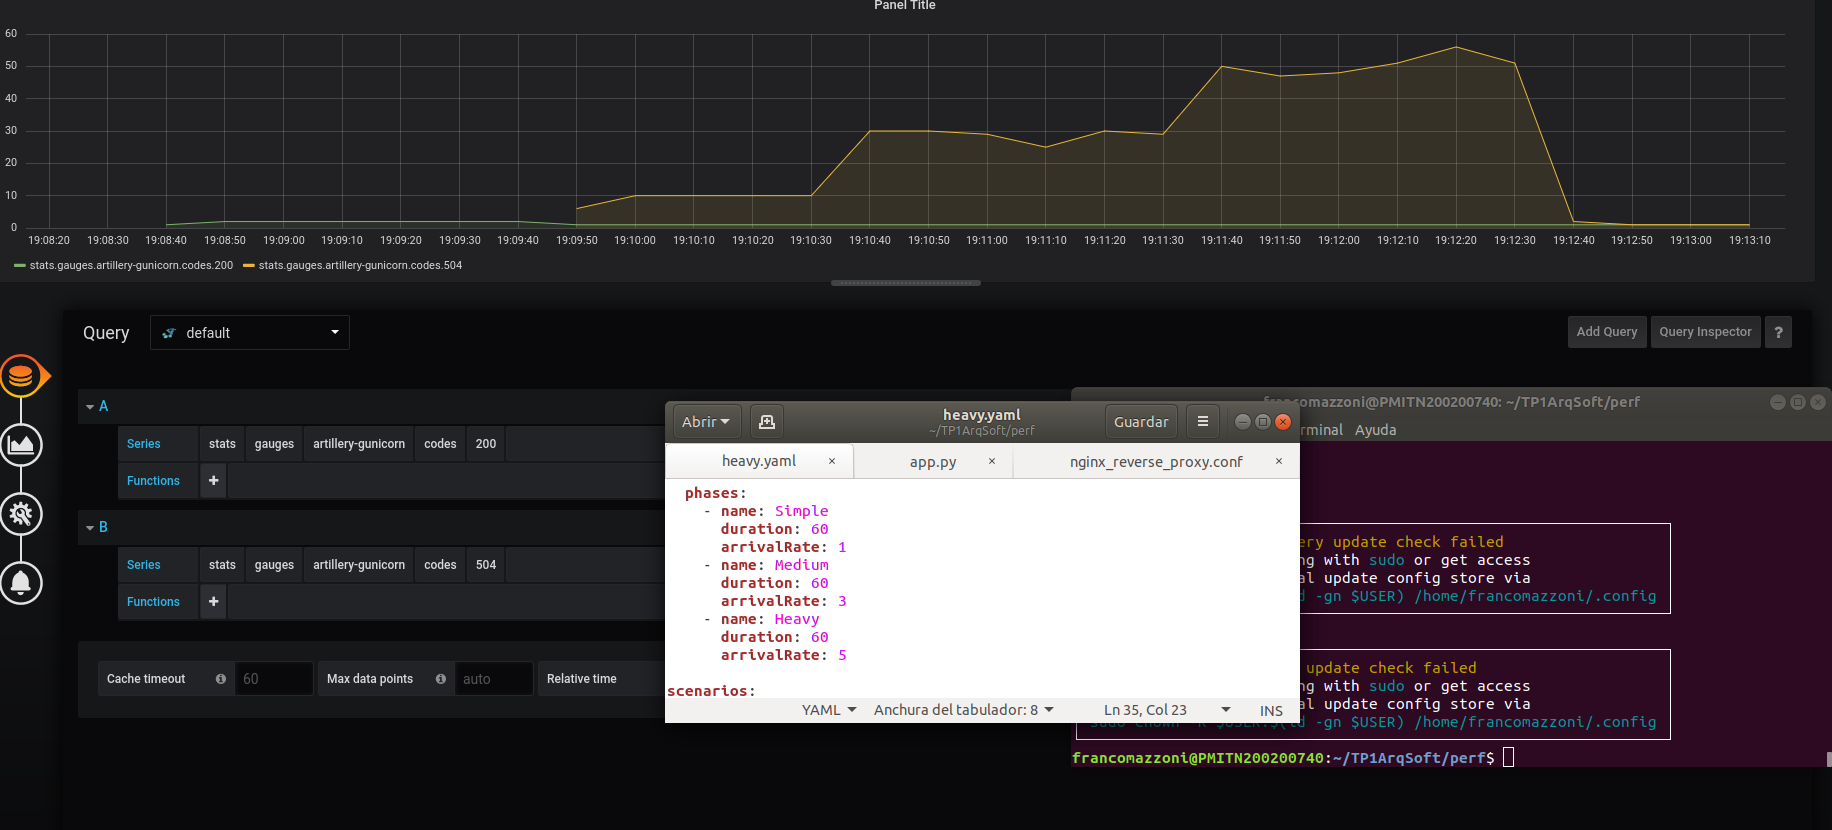 Panel Title
60
50
40
30
20
10
0
19:08:20 19:08:30 19:08:40 19:08:50 19:09:00 19:09:10 19:09:20 19:09:30 19:09:40 19:09:50 19:10:00 19:10:10 19:10:20 19:10:30 19:10:40 19:10:50 19:11:00 19:11:10 19:11:20 19:11:30 19:11:40 19:11:50 19:12:00 19:12:10 19:12:20 19:12:30 19:12:40 19:12:50 19:13:00 19:13:10
stats.gauges.artillery-gunicorn.codes.200 stats.gauges.artillery-gunicorn.codes.504
Query default Add Query Query Inspector ?
A
Series stats gauges artillery-gunicorn codes 200
Functions +
B
Series stats gauges artillery-gunicorn codes 504
Functions +
Cache timeout 60 Max data points auto Relative time
Abrir heavy.yaml Guardar
~/TP1ArqSoft/perf
heavy.yaml × app.py × nginx_reverse_proxy.conf ×
phases:
- name: Simple
duration: 60
arrivalRate: 1
- name: Medium
duration: 60
arrivalRate: 3
- name: Heavy
duration: 60
arrivalRate: 5
scenarios:
YAML Anchura del tabulador: 8 Ln 35, Col 23 INS
francomazzoni@PMITN200200740: ~/TP1ArqSoft/perf
Ayuda
update check failed
with sudo or get access
update config store via
-gn $USER) /home/francomazzoni/.config
update check failed
with sudo or get access
update config store via
-gn $USER) /home/francomazzoni/.config
francomazzoni@PMITN200200740:~/TP1ArqSoft/perf$